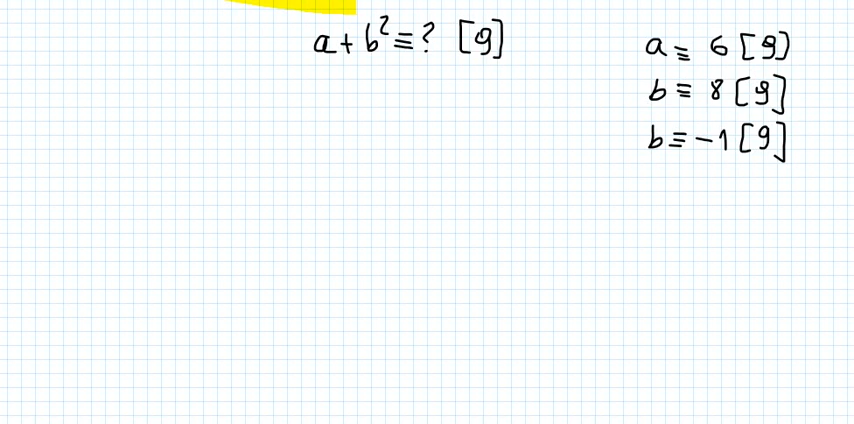 a + b² ≡ ? [9]
a ≡ 6 [9]
b ≡ 8 [9]
b ≡ -1 [9]